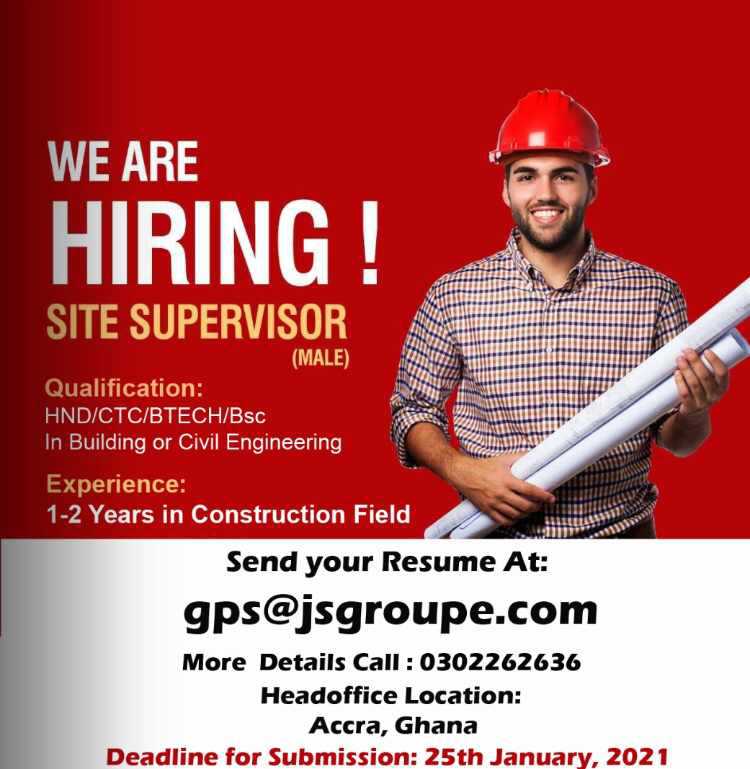 WE ARE
HIRING !
SITE SUPERVISOR
(MALE)
Qualification:
HND/CTC/BTECH/Bsc
In Building or Civil Engineering
Experience:
1-2 Years in Construction Field
Send your Resume At:
gps@jsgroupe.com
More Details Call : 0302262636
Headoffice Location:
Accra, Ghana
Deadline for Submission: 25th January, 2021